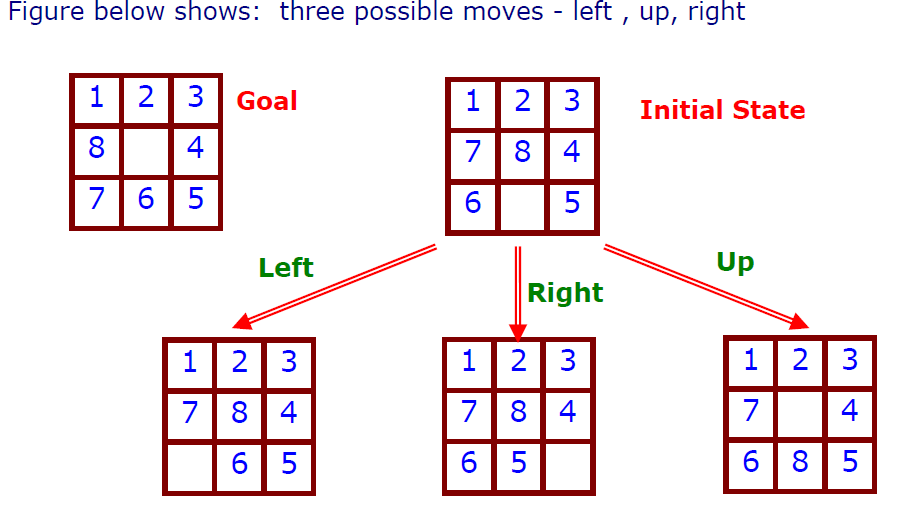 Figure below shows: three possible moves - left , up, right
1 2 3
8 4
7 6 5
Goal
1 2 3
7 8 4
6 5
Initial State
Left
Right
Up
1 2 3
7 8 4
6 5
1 2 3
7 8 4
6 5
1 2 3
7 4
6 8 5